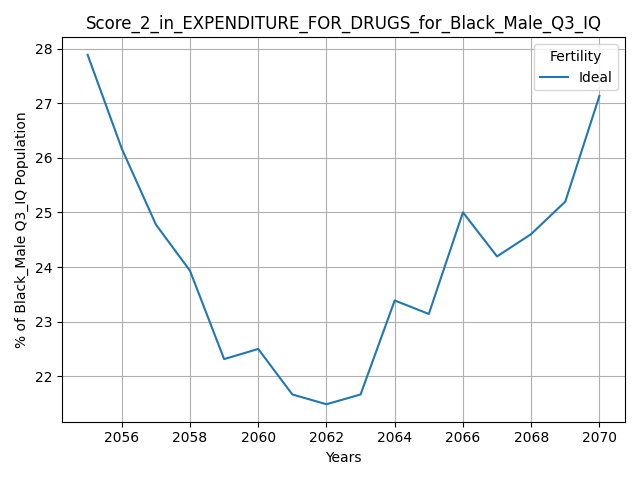 Score_2_in_EXPENDITURE_FOR_DRUGS_for_Black_Male_Q3_IQ
Fertility
Ideal
% of Black_Male Q3_IQ Population
28
27
26
25
24
23
22
2056 2058 2060 2062 2064 2066 2068 2070
Years